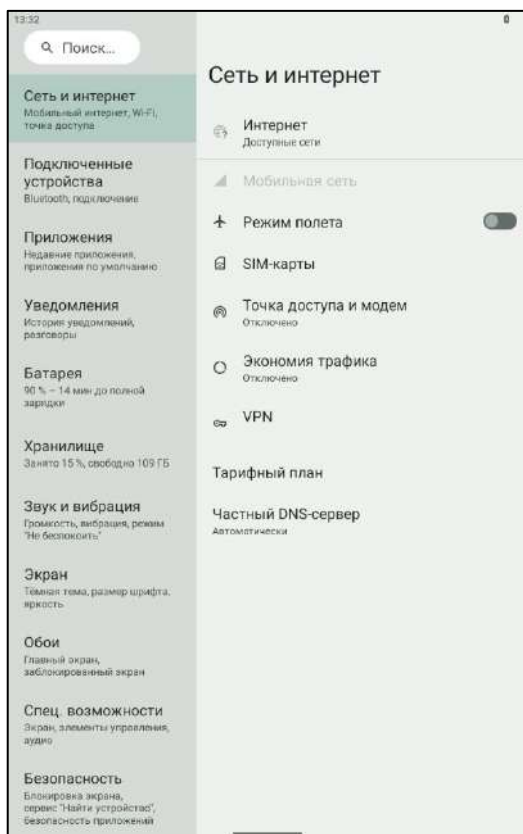 13:32
Поиск...
Сеть и интернет
Мобильный интернет, Wi-Fi,
точка доступа
Подключенные
устройства
Bluetooth, подключение
Приложения
Недавние приложения,
приложения по умолчанию
Уведомления
История уведомлений,
разговоры
Батарея
90 % – 14 мин до полной
зарядки
Хранилище
Занято 15 %, свободно 109 ГБ
Звук и вибрация
Громкость, вибрация, режим
"Не беспокоить"
Экран
Тёмная тема, размер шрифта,
яркость
Обои
Главный экран,
заблокированный экран
Спец. возможности
Экран, элементы управления,
аудио
Безопасность
Блокировка экрана,
сервис "Найти устройство",
безопасность приложений
Сеть и интернет
Интернет
Доступные сети
Мобильная сеть
Режим полета
SIM-карты
Точка доступа и модем
Отключено
Экономия трафика
Отключено
VPN
Тарифный план
Частный DNS-сервер
Автоматически